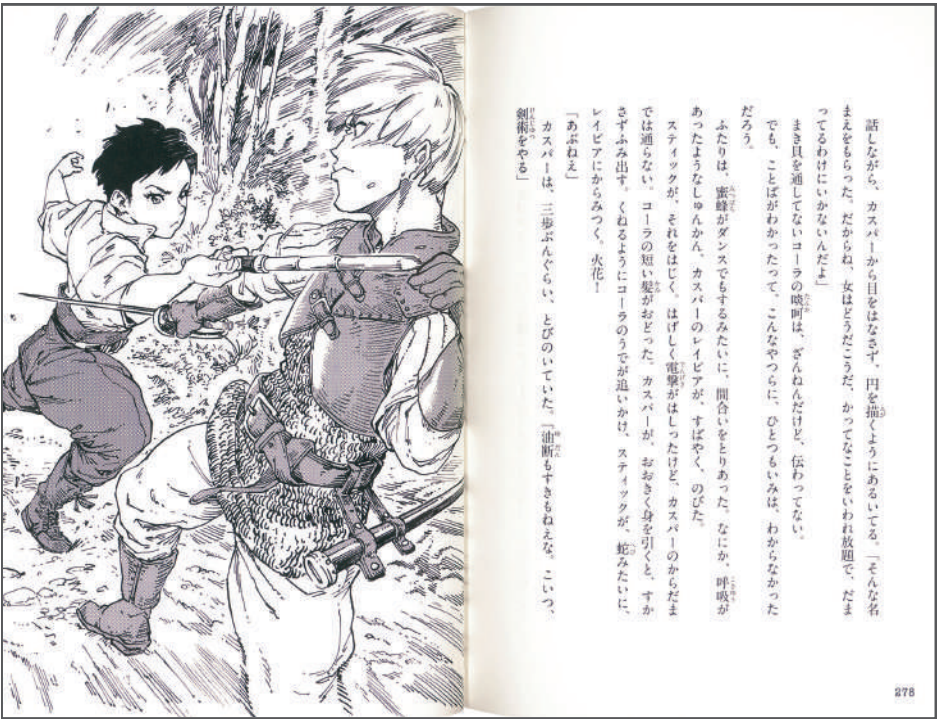 話しながら、カスパーから目をはなさず、円を描くようにあるいてる。「そんな名
まえをもらった。だからね、女はどうだこうだ、かってなことをいわれ放題で、だま
ってるわけにいかないんだよ」
まき貝を通してないコーラの啖呵は、ざんねんだけど、伝わってない。
でも、ことばがわかったって、こんなやつらに、ひとつもいみは、わからなかった
だろう。
ふたりは、蜜蜂がダンスでもするみたいに、間合いをとりあった。なにか、呼吸が
あったようなしゅんかん、カスパーのレイピアが、すばやく、のびた。
スティックが、それをはじく。はげしく電撃がはしったけど、カスパーのからだま
では通らない。コーラの短い髪がおどった。カスパーが、おおきく身を引くと、すか
さずふみ出す。くねるようにコーラのうでが追いかけ、スティックが、蛇みたいに、
レイピアにからみつく。火花！
「あぶねえ」
カスパーは、三歩ぶんぐらい、とびのいていた。「油断もすきもねえな。こいつ、
剣術をやる」
278